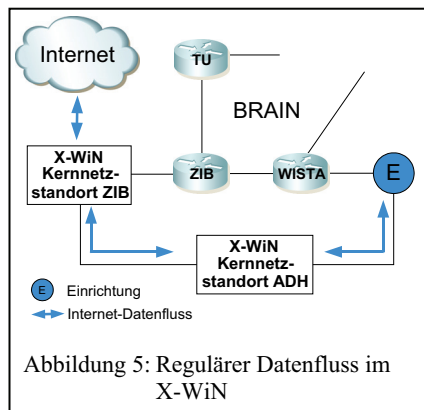 Internet
TU
BRAIN
X-WiN
Kernnetz-
standort ZIB
ZIB
WISTA
E
X-WiN
Kernnetz-
standort ADH
E Einrichtung
Internet-Datenfluss
Abbildung 5: Regulärer Datenfluss im
X-WiN